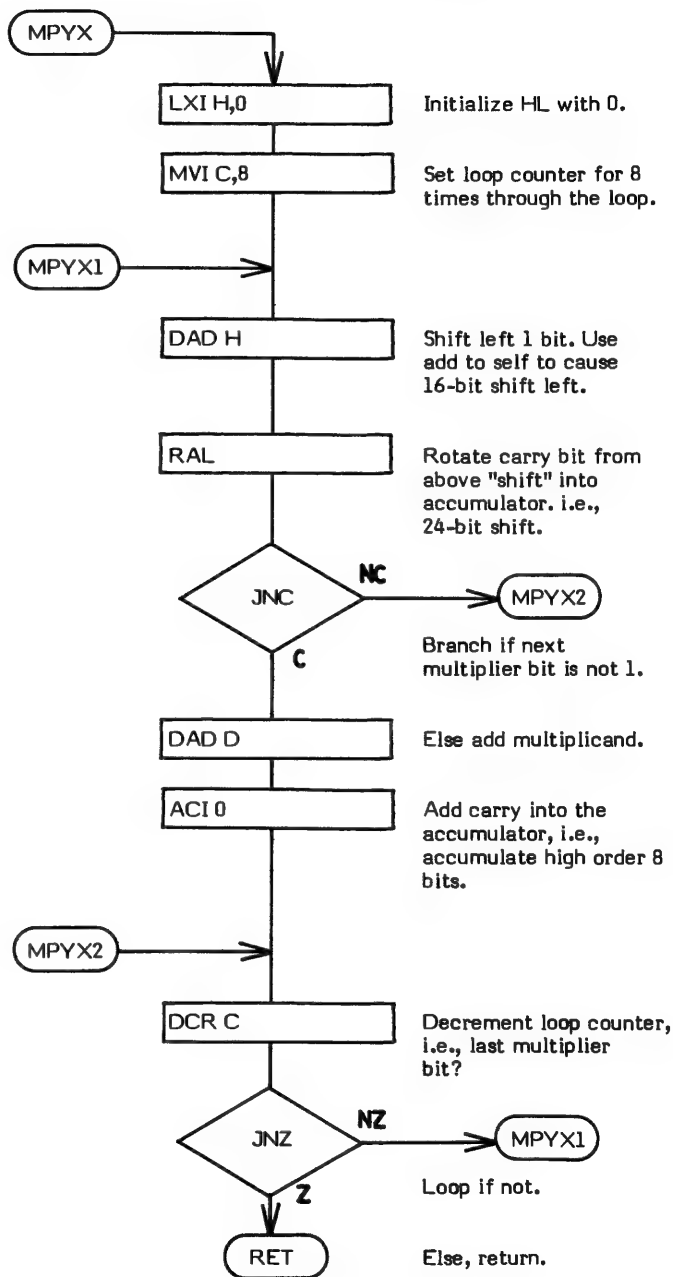 MPYX
LXI H,0
Initialize HL with 0.
MVI C,8
Set loop counter for 8
times through the loop.
MPYX1
DAD H
Shift left 1 bit. Use
add to self to cause
16-bit shift left.
RAL
Rotate carry bit from
above "shift" into
accumulator. i.e.,
24-bit shift.
JNC
NC
MPYX2
C
Branch if next
multiplier bit is not 1.
DAD D
Else add multiplicand.
ACI 0
Add carry into the
accumulator, i.e.,
accumulate high order 8
bits.
MPYX2
DCR C
Decrement loop counter,
i.e., last multiplier
bit?
JNZ
NZ
MPYX1
Z
Loop if not.
RET
Else, return.